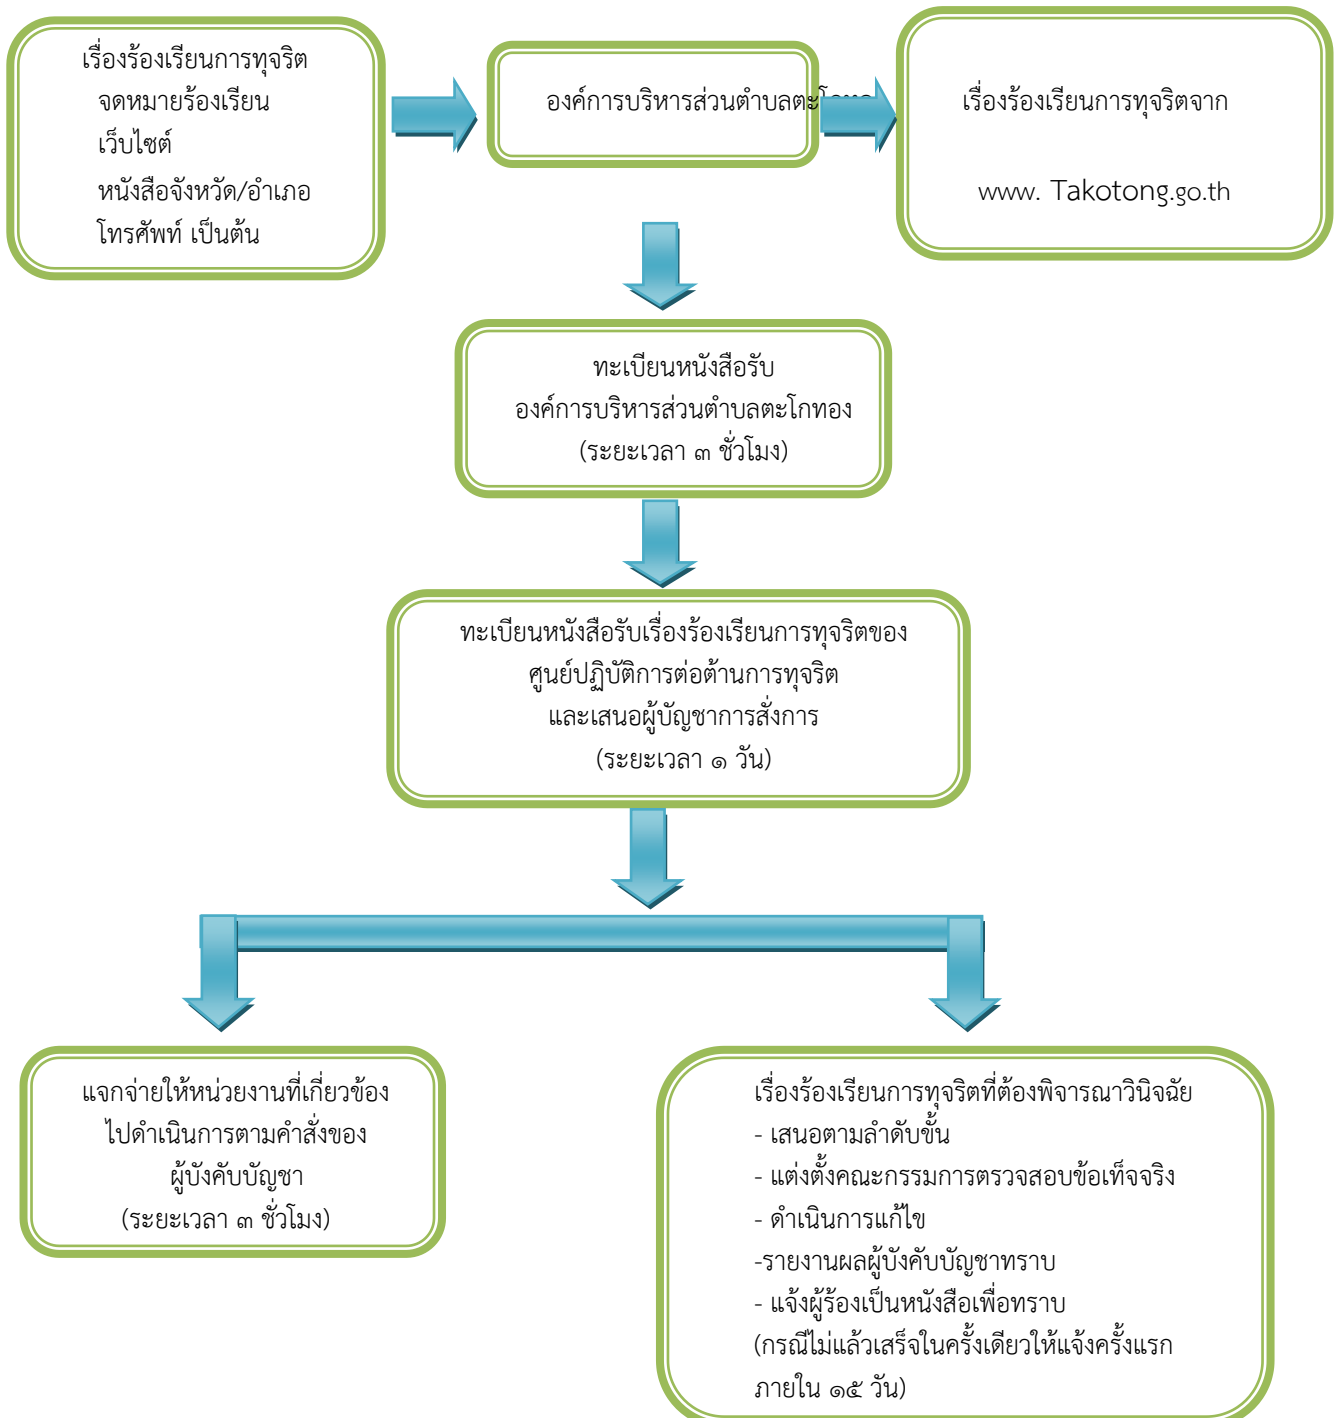 เรื่องร้องเรียนการทุจริต
จดหมายร้องเรียน
เว็บไซต์
หนังสือจังหวัด/อำเภอ
โทรศัพท์ เป็นต้น
องค์การบริหารส่วนตำบล
เรื่องร้องเรียนการทุจริตจาก
www. Takotong.go.th
ทะเบียนหนังสือรับ
องค์การบริหารส่วนตำบลตะโกทอง
(ระยะเวลา ๓ ชั่วโมง)
ทะเบียนหนังสือรับเรื่องร้องเรียนการทุจริตของ
ศูนย์ปฏิบัติการต่อต้านการทุจริต
และเสนอผู้บัญชาการสั่งการ
(ระยะเวลา ๑ วัน)
แจกจ่ายให้หน่วยงานที่เกี่ยวข้อง
ไปดำเนินการตามคำสั่งของ
ผู้บังคับบัญชา
(ระยะเวลา ๓ ชั่วโมง)
เรื่องร้องเรียนการทุจริตที่ต้องพิจารณาวินิจฉัย
- เสนอตามลำดับขั้น
- แต่งตั้งคณะกรรมการตรวจสอบข้อเท็จจริง
- ดำเนินการแก้ไข
-รายงานผลผู้บังคับบัญชาทราบ
- แจ้งผู้ร้องเป็นหนังสือเพื่อทราบ
(กรณีไม่แล้วเสร็จในครั้งเดียวให้แจ้งครั้งแรก
ภายใน ๑๕ วัน)